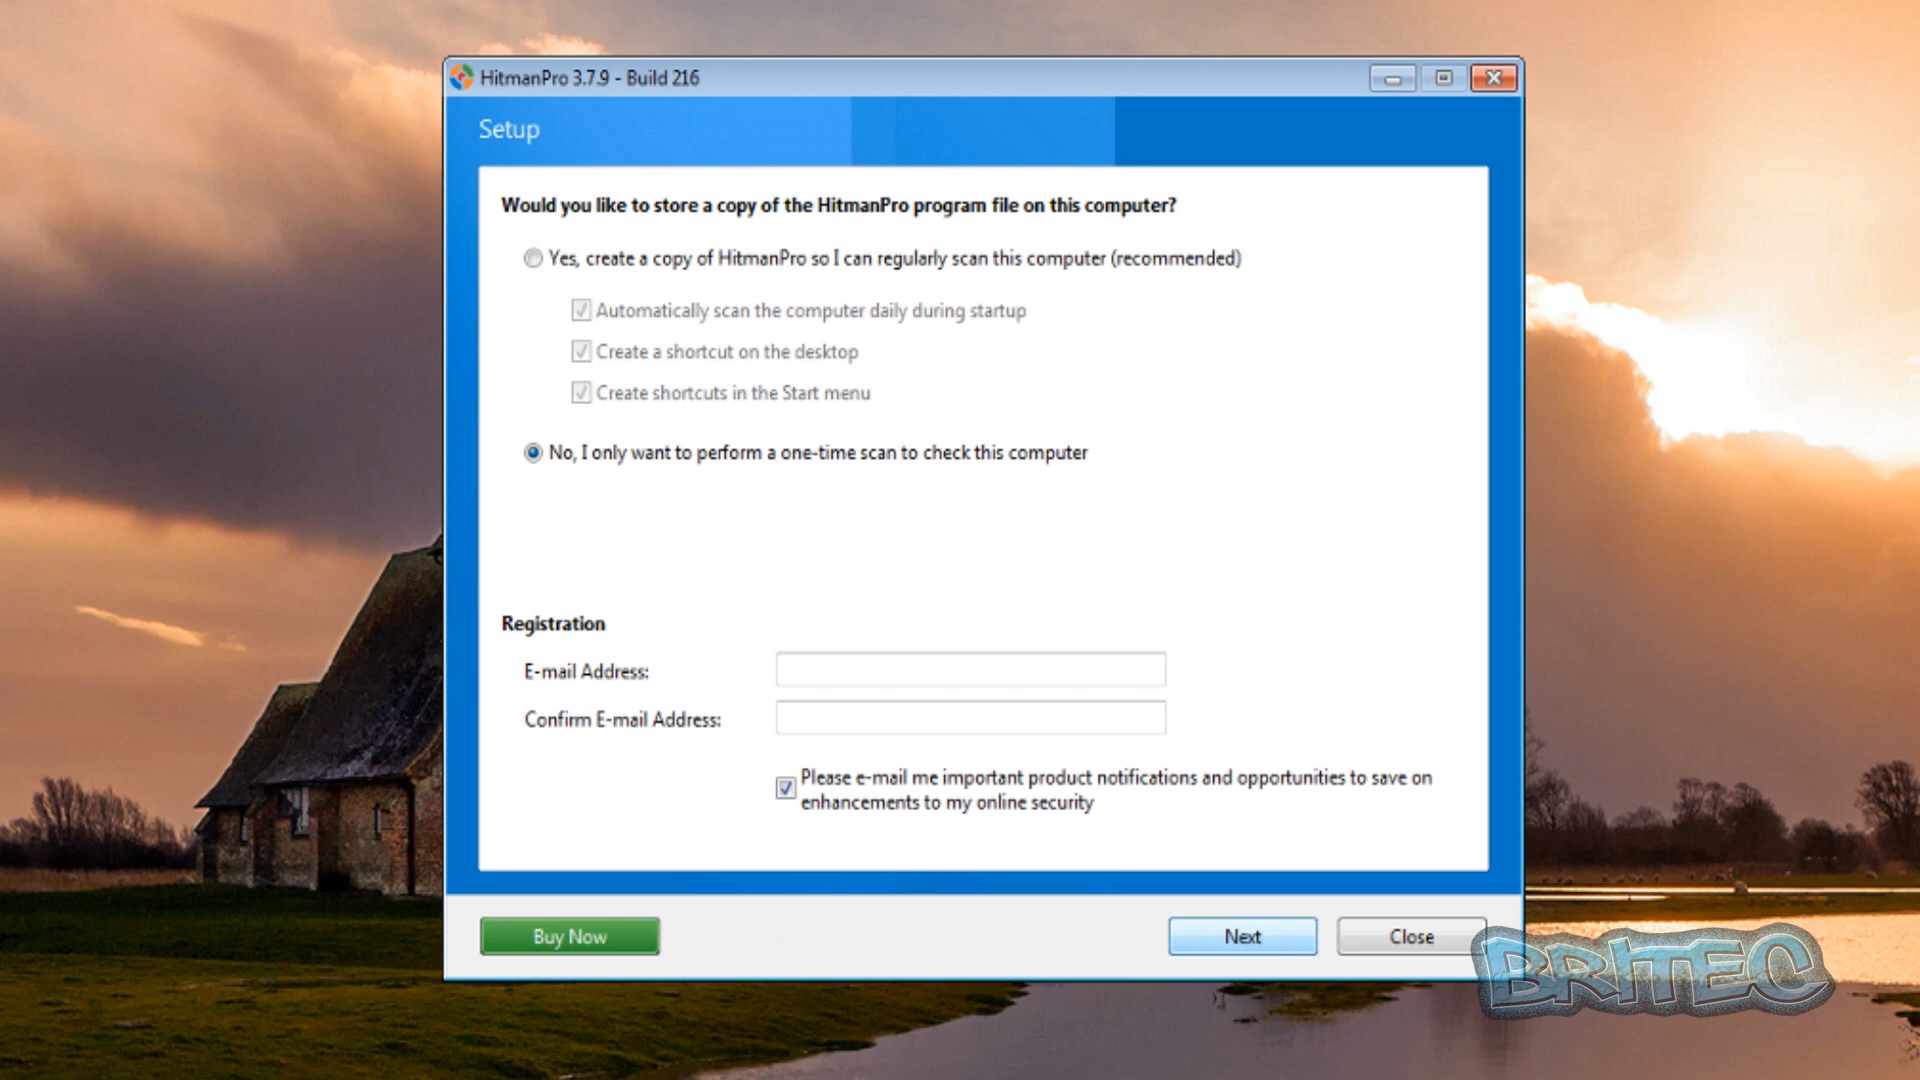 HitmanPro 3.7.9 - Build 216
Setup
Would you like to store a copy of the HitmanPro program file on this computer?
Yes, create a copy of HitmanPro so I can regularly scan this computer (recommended)
Automatically scan the computer daily during startup
Create a shortcut on the desktop
Create shortcuts in the Start menu
No, I only want to perform a one-time scan to check this computer
Registration
E-mail Address:
Confirm E-mail Address:
Please e-mail me important product notifications and opportunities to save on
enhancements to my online security
Buy Now
Next
Close
BRITEC